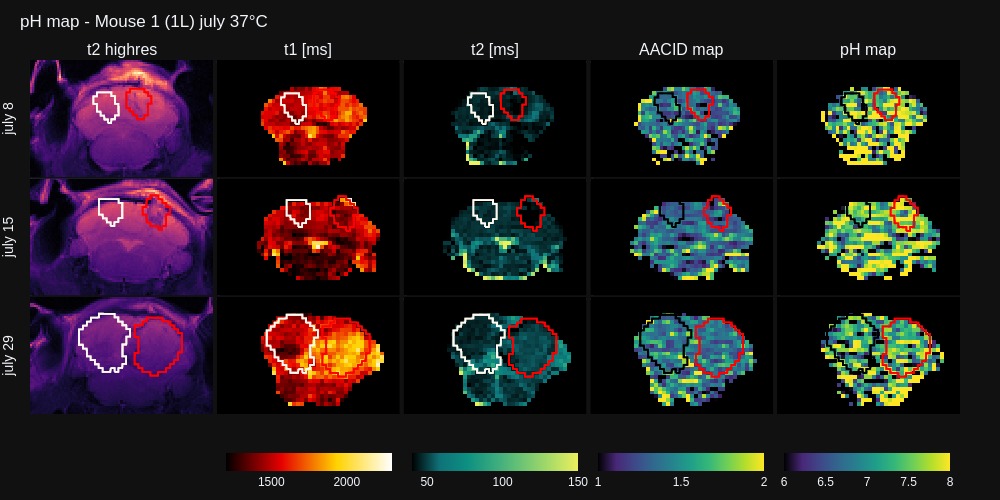 pH map - Mouse 1 (1L) july 37°C
t2 highres t1 [ms] t2 [ms] AACID map pH map
july 8
july 15
july 29
1500 2000 50 100 150 1 1.5 2 6 6.5 7 7.5 8